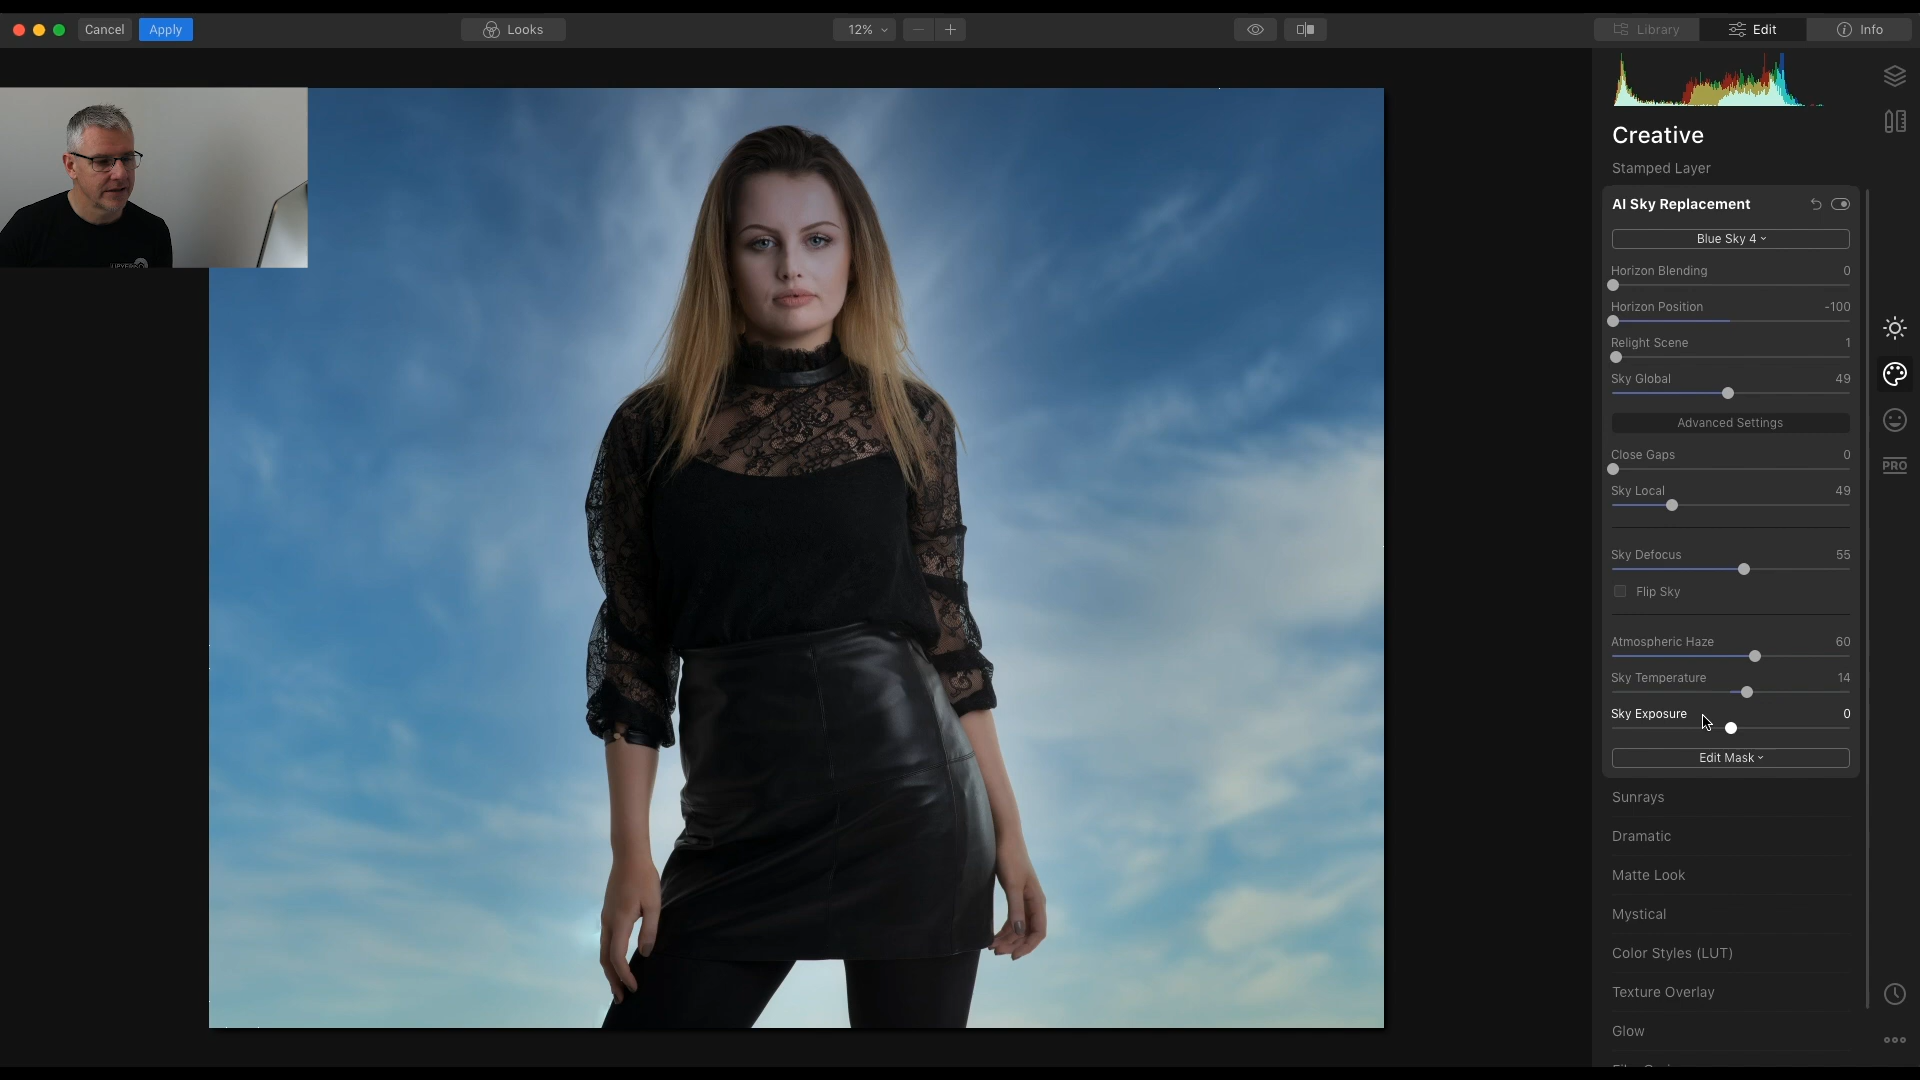 Cancel
Apply
Looks
12%
Library
Edit
Info
Creative
Stamped Layer
AI Sky Replacement
Blue Sky 4
Horizon Blending 0
Horizon Position -100
Relight Scene 1
Sky Global 49
Advanced Settings
Close Gaps 0
Sky Local 49
Sky Defocus 55
Flip Sky
Atmospheric Haze 60
Sky Temperature 14
Sky Exposure 0
Edit Mask
Sunrays
Dramatic
Matte Look
Mystical
Color Styles (LUT)
Texture Overlay
Glow
PRO